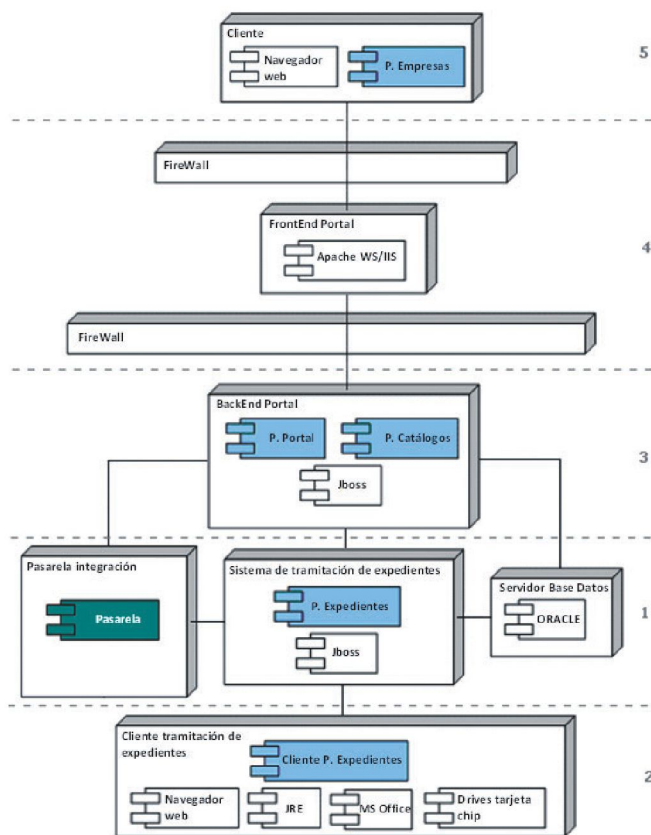 Cliente
Navegador
web
P. Empresas
5
FireWall
FrontEnd Portal
Apache WS/IIS
4
FireWall
BackEnd Portal
P. Portal
P. Catálogos
Jboss
3
Pasarela integración
Pasarela
Sistema de tramitación de expedientes
P. Expedientes
Jboss
Servidor Base Datos
ORACLE
1
Cliente tramitación de
expedientes
Cliente P. Expedientes
Navegador
web
JRE
MS Office
Drives tarjeta
chip
2